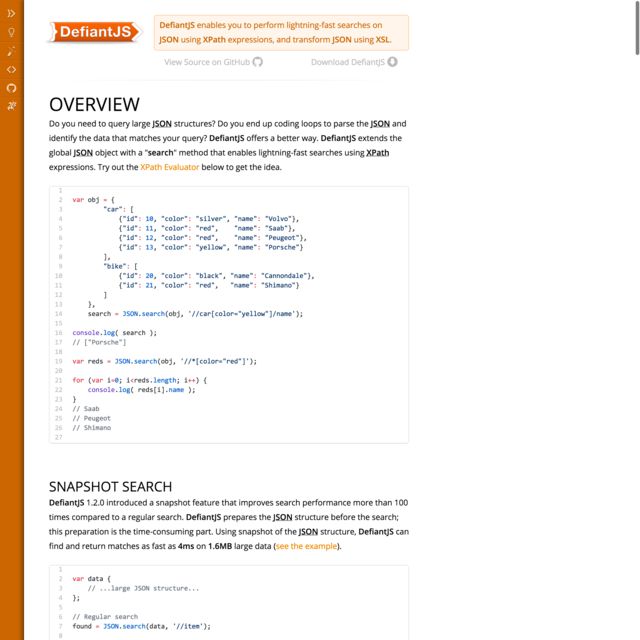 DefiantJS
DefiantJS enables you to perform lightning-fast searches on
JSON using XPath expressions, and transform JSON using XSL.
View Source on GitHub
Download DefiantJS
OVERVIEW
Do you need to query large JSON structures? Do you end up coding loops to parse the JSON and
identify the data that matches your query? DefiantJS offers a better way. DefiantJS extends the
global JSON object with a "search" method that enables lightning-fast searches using XPath
expressions. Try out the XPath Evaluator below to get the idea.
1
2 var obj = {
3 "car": [
4 {"id": 10, "color": "silver", "name": "Volvo"},
5 {"id": 11, "color": "red", "name": "Saab"},
6 {"id": 12, "color": "red", "name": "Peugeot"},
7 {"id": 13, "color": "yellow", "name": "Porsche"}
8 ],
9 "bike": [
10 {"id": 20, "color": "black", "name": "Cannondale"},
11 {"id": 21, "color": "red", "name": "Shimano"}
12 ]
13 },
14 search = JSON.search(obj, '//car[color="yellow"]/name');
15
16 console.log( search );
17 // ["Porsche"]
18
19 var reds = JSON.search(obj, '//*[color="red"]');
20
21 for (var i=0; i<reds.length; i++) {
22 console.log( reds[i].name );
23 }
24 // Saab
25 // Peugeot
26 // Shimano
27
SNAPSHOT SEARCH
DefiantJS 1.2.0 introduced a snapshot feature that improves search performance more than 100
times compared to a regular search. DefiantJS prepares the JSON structure before the search;
this preparation is the time-consuming part. Using snapshot of the JSON structure, DefiantJS can
find and return matches as fast as 4ms on 1.6MB large data (see the example).
1
2 var data {
3 // ...large JSON structure...
4 };
5
6 // Regular search
7 found = JSON.search(data, '//item');
8